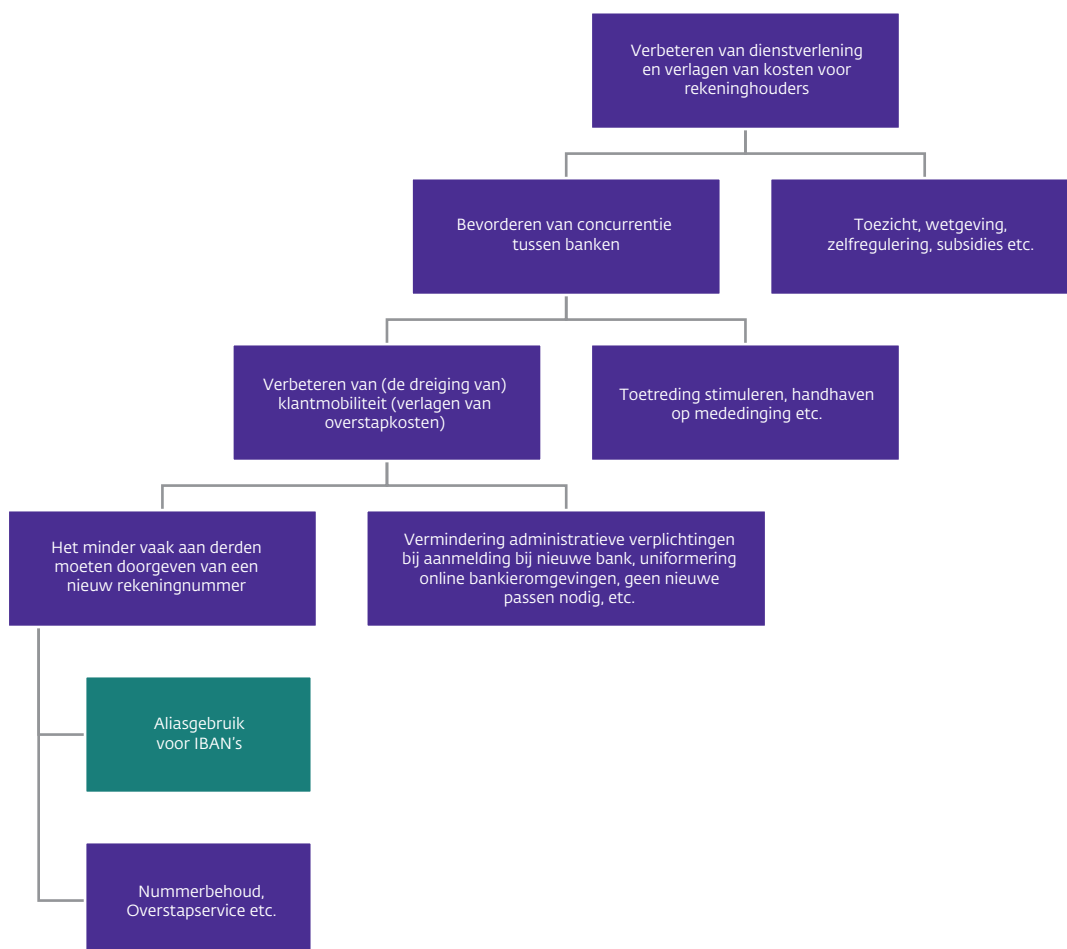 Verbeteren van dienstverlening
en verlagen van kosten voor
rekeninghouders
Bevorderen van concurrentie
tussen banken
Toezicht, wetgeving,
zelfregulering, subsidies etc.
Verbeteren van (de dreiging van)
klantmobiliteit (verlagen van
overstapkosten)
Toetreding stimuleren, handhaven
op mededinging etc.
Het minder vaak aan derden
moeten doorgeven van een
nieuw rekeningnummer
Vermindering administratieve verplichtingen
bij aanmelding bij nieuwe bank, uniformering
online bankieromgevingen, geen nieuwe
passen nodig, etc.
Aliasgebruik
voor IBAN’s
Nummerbehoud,
Overstapservice etc.